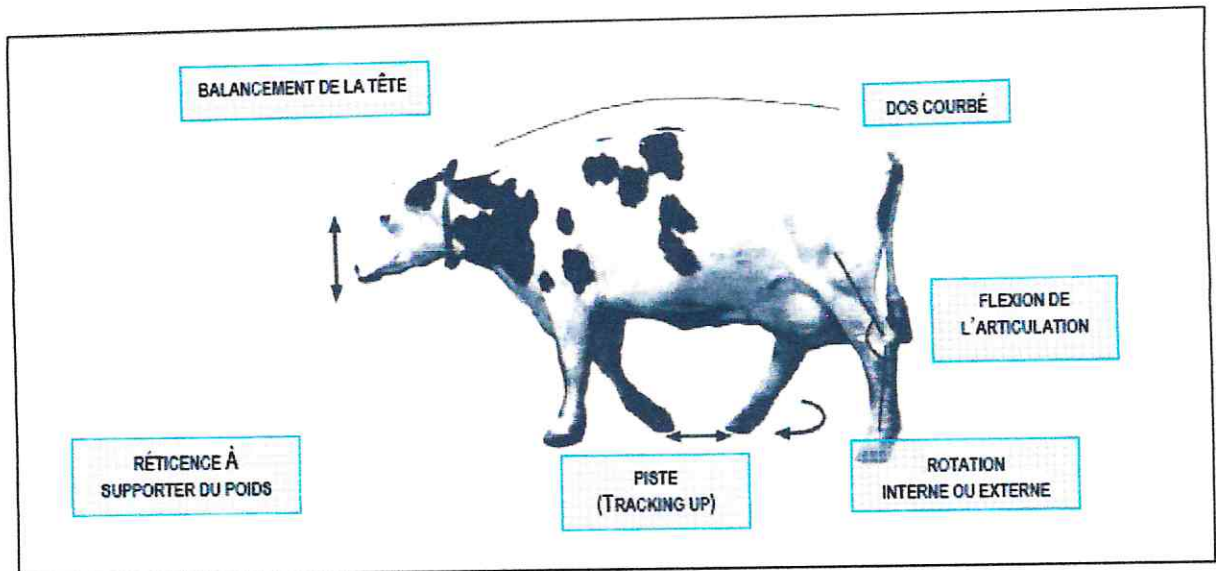 BALANCEMENT DE LA TÊTE
DOS COURBÉ
FLEXION DE
L'ARTICULATION
RÉTICENCE À
SUPPORTER DU POIDS
PISTE
(TRACKING UP)
ROTATION
INTERNE OU EXTERNE